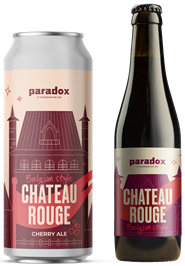 paradox
Belgian Style
CHATEAU
ROUGE
CHERRY ALE
paradox
Belgian Style
CHATEAU
ROUGE